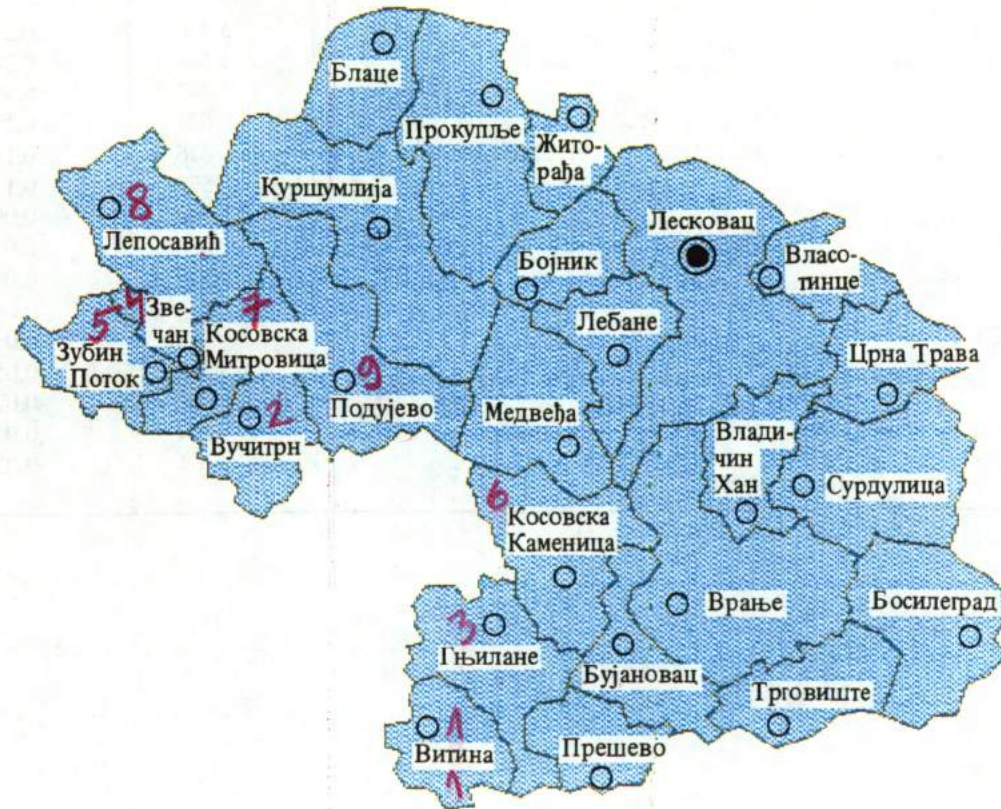 Блаце
Прокупље
Жито-
рађа
Куршумлија
8
Лепосавић
Лесковац
Бојник
Власо-
тинце
5
4
Зве-
чан
7
Косовска
Митровица
Лебане
Зубин
Поток
Црна Трава
9
Подујево
2
Вучитрн
Медвеђа
Влади-
чин
Хан
Сурдулица
6
Косовска
Каменица
Врање
Босилеград
3
Гњилане
Бујановац
Трговиште
1
Витина
1
Прешево